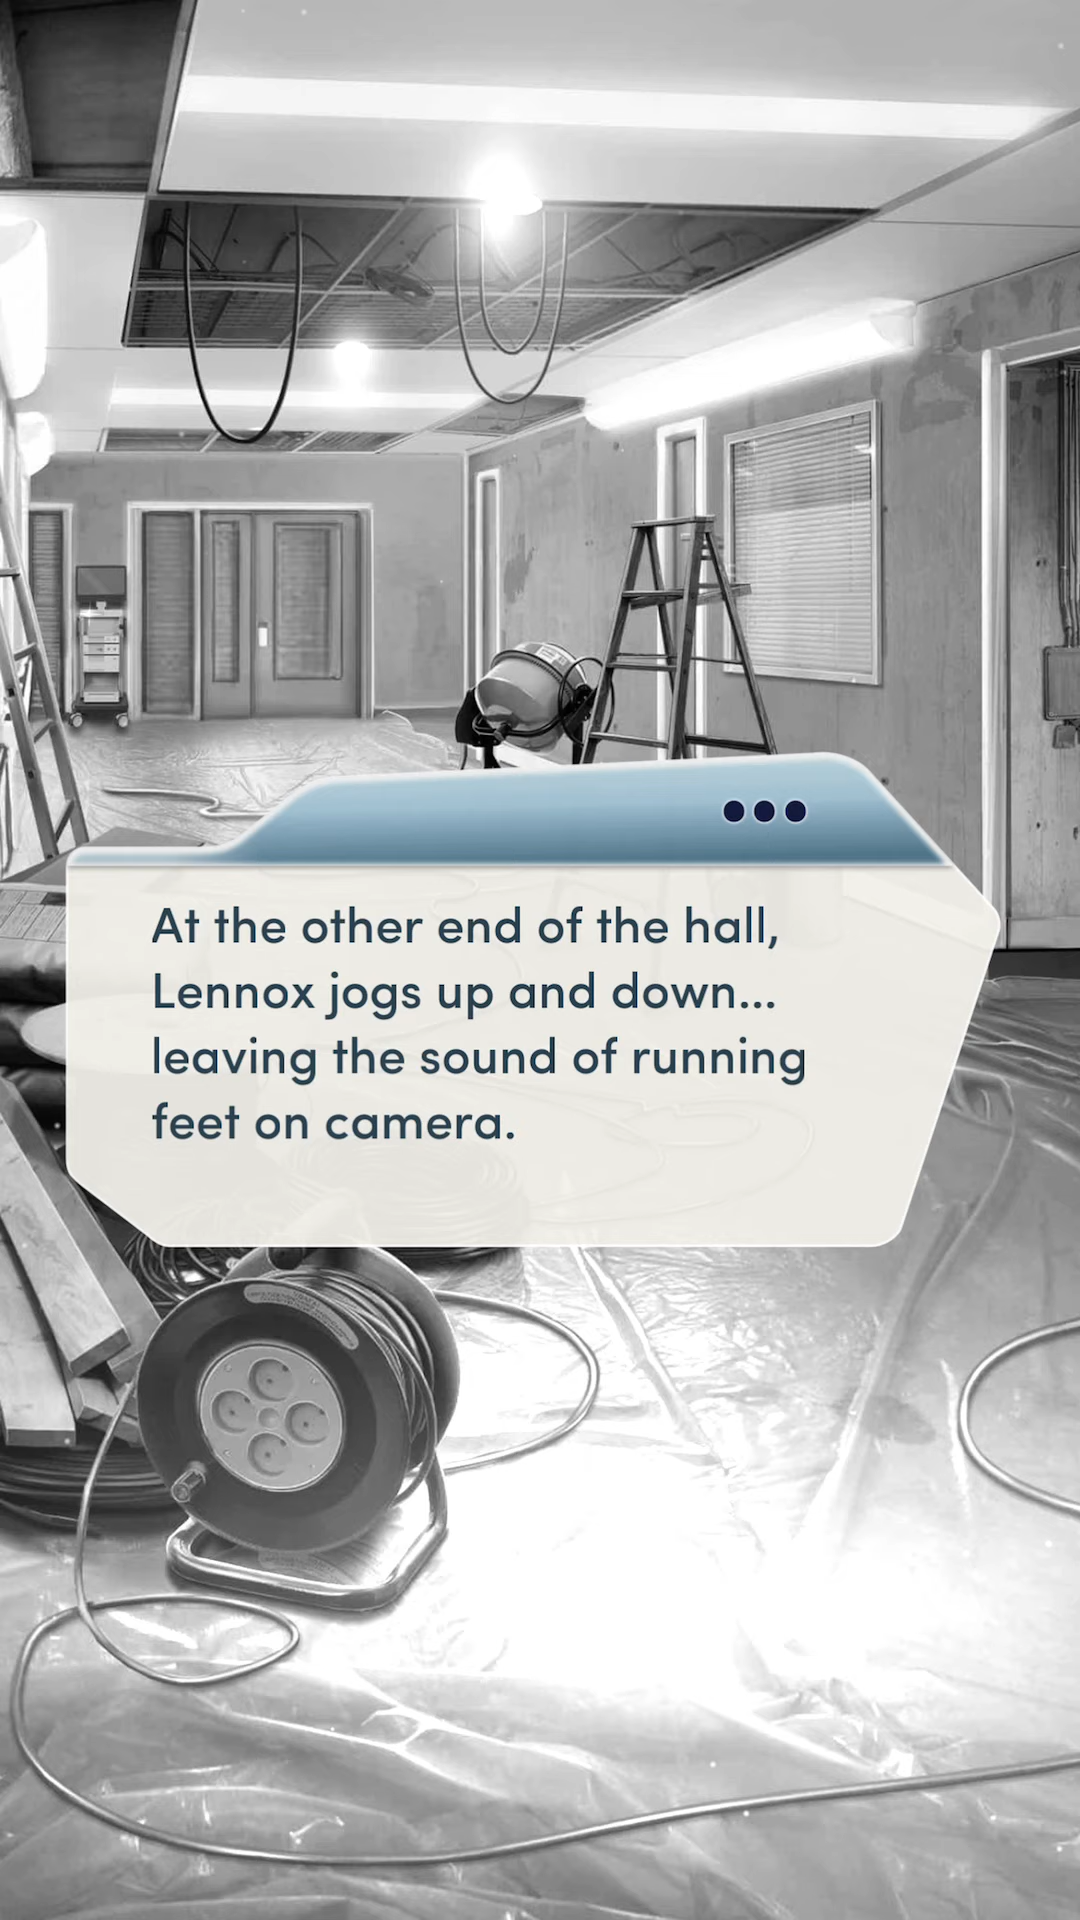 At the other end of the hall,
Lennox jogs up and down...
leaving the sound of running
feet on camera.